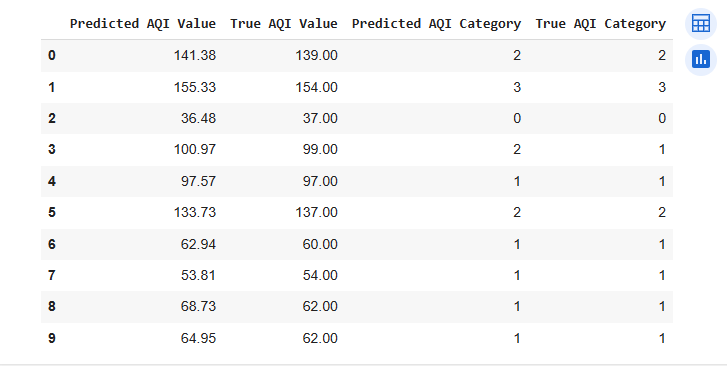 Predicted AQI Value True AQI Value Predicted AQI Category True AQI Category
0 141.38 139.00 2 2
1 155.33 154.00 3 3
2 36.48 37.00 0 0
3 100.97 99.00 2 1
4 97.57 97.00 1 1
5 133.73 137.00 2 2
6 62.94 60.00 1 1
7 53.81 54.00 1 1
8 68.73 62.00 1 1
9 64.95 62.00 1 1